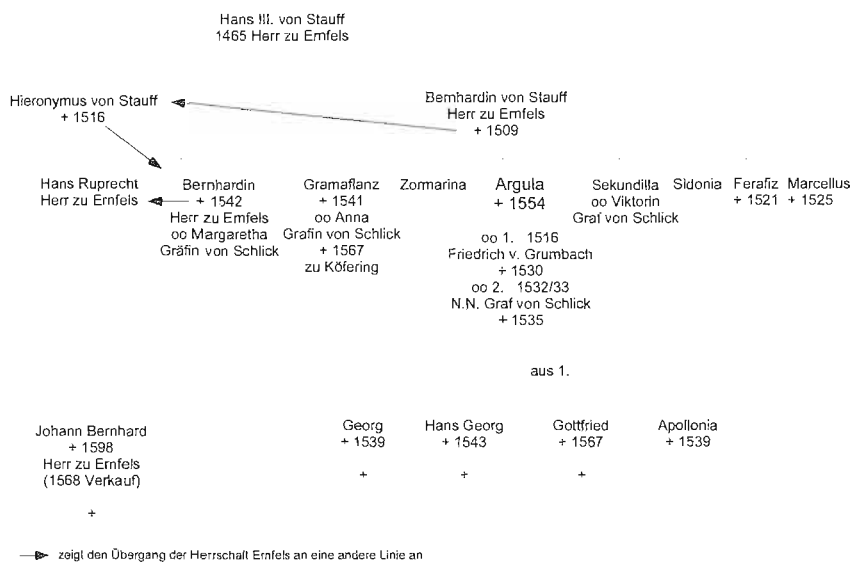 Hans III. von Stauff
1465 Herr zu Ernfels
Hieronymus von Stauff
+ 1516
Bernhardin von Stauff
Herr zu Ernfels
+ 1509
Hans Ruprecht
Herr zu Ernfels
Bernhardin
+ 1542
Herr zu Ernfels
oo Margaretha
Gräfin von Schlick
Gramaflanz
+ 1541
oo Anna
Grafin von Schlick
+ 1567
zu Köfering
Zormarina
Argula
+ 1554
oo 1. 1516
Friedrich v. Grumbach
+ 1530
oo 2. 1532/33
N.N. Graf von Schlick
+ 1535
Sekundilla
oo Viktorin
Graf von Schlick
Sidonia
Ferafiz
+ 1521
Marcellus
+ 1525
aus 1.
Johann Bernhard
+ 1598
Herr zu Ernfels
(1568 Verkauf)
+
Georg
+ 1539
+
Hans Georg
+ 1543
+
Gottfried
+ 1567
+
Apollonia
+ 1539
zeigt den Übergang der Herrschaft Ernfels an eine andere Linie an